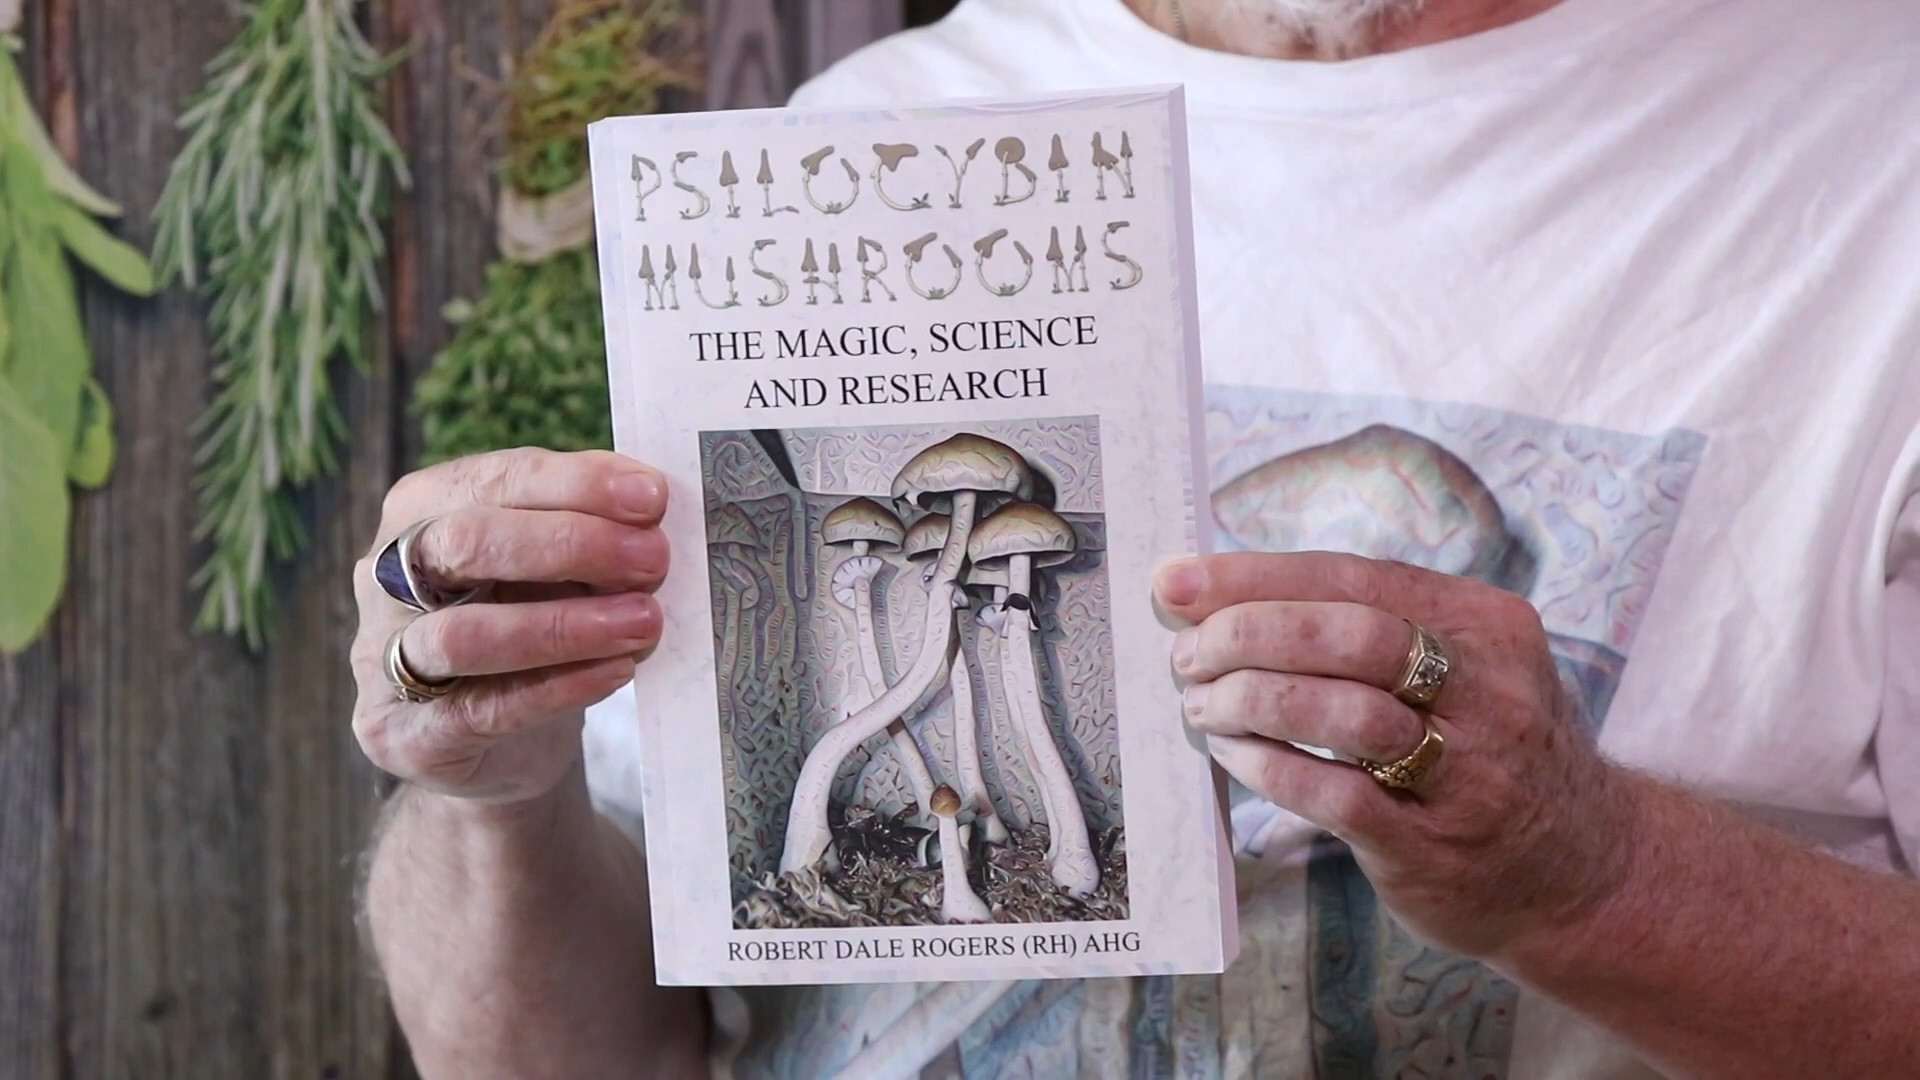 PSILOCYBIN
MUSHROOMS
THE MAGIC, SCIENCE
AND RESEARCH
ROBERT DALE ROGERS (RH) AHG